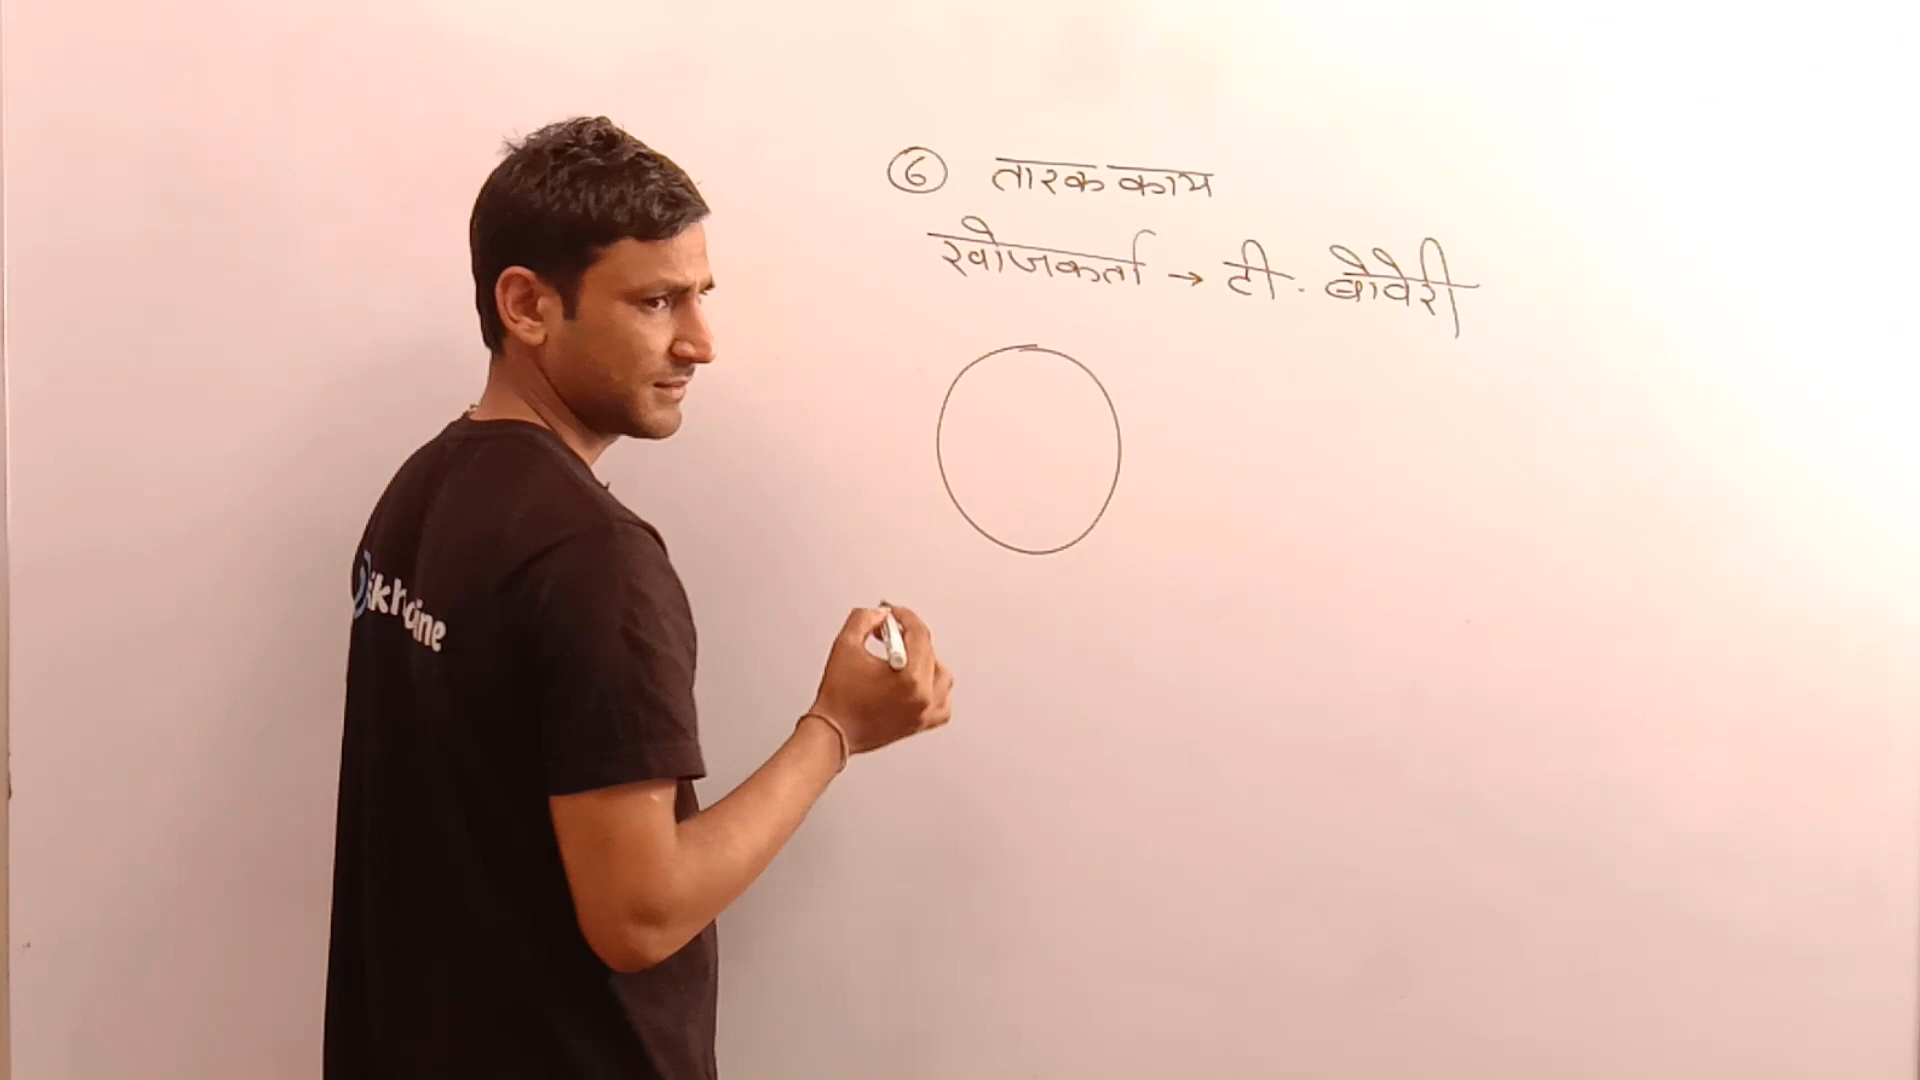 6 तारक काय
खोजकर्ता → टी. बोवेरी